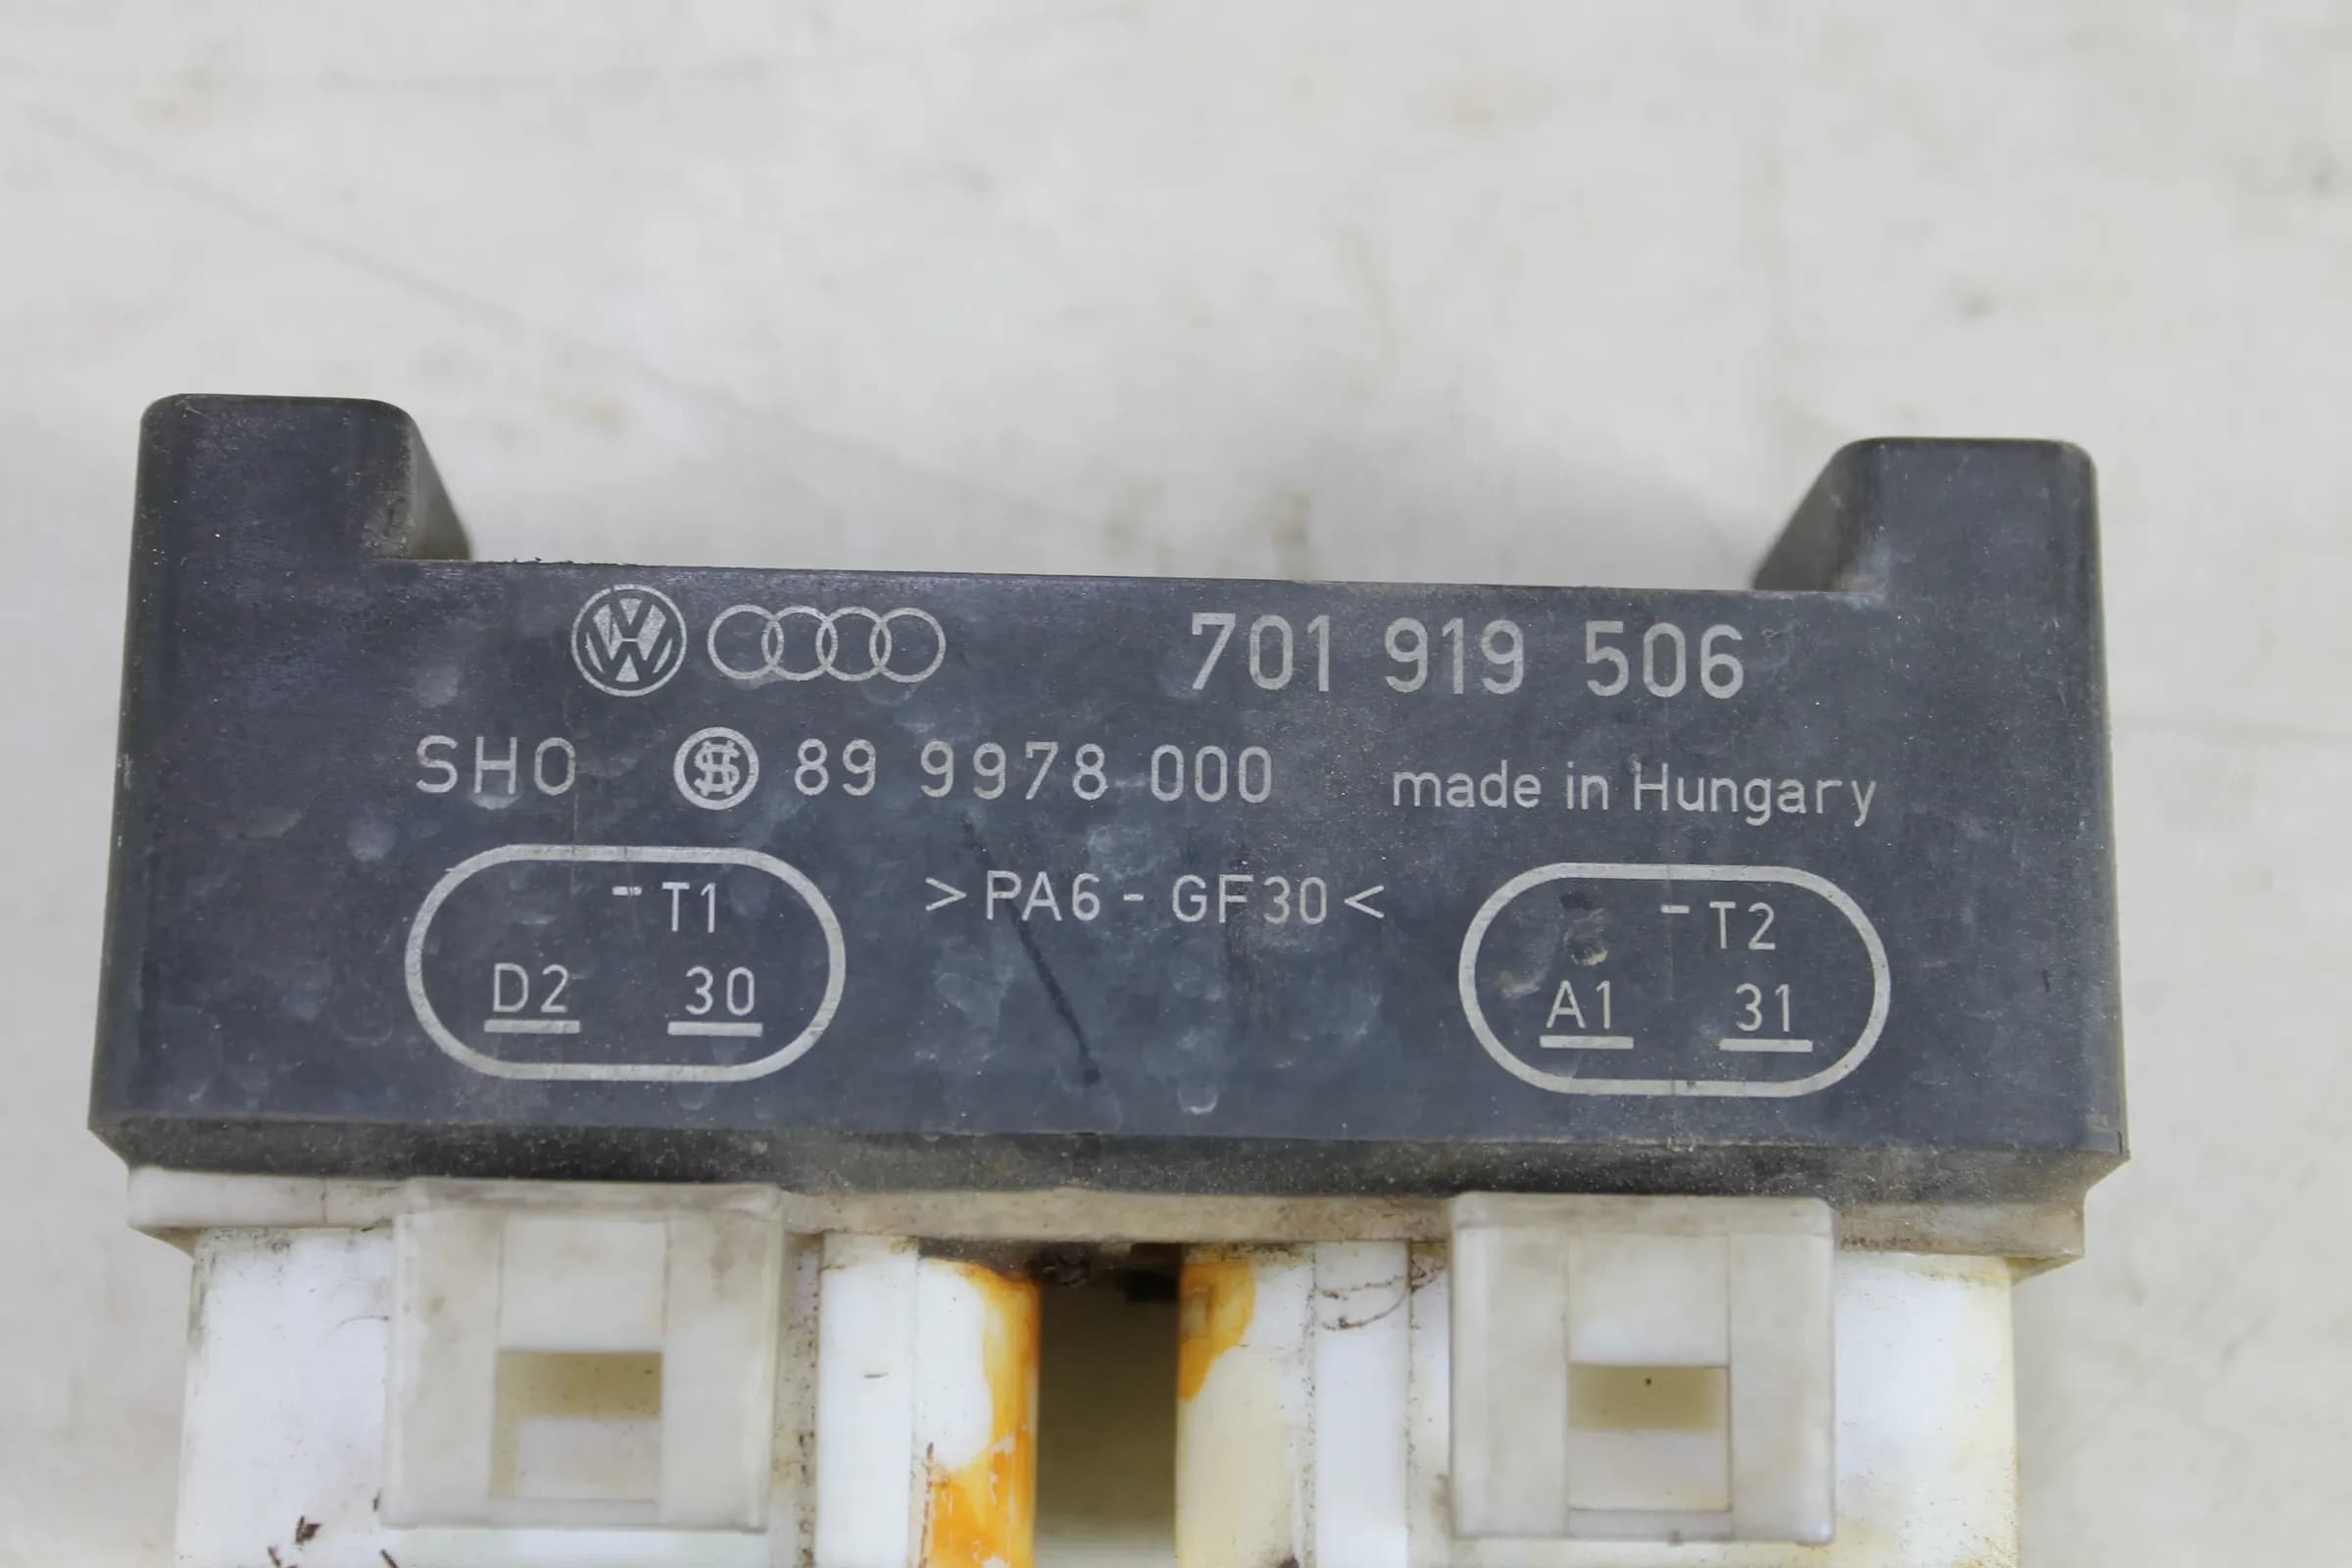 701 919 506
SHO 89 9978 000 made in Hungary
>PA6-GF30<
T1
D2 30
T2
A1 31